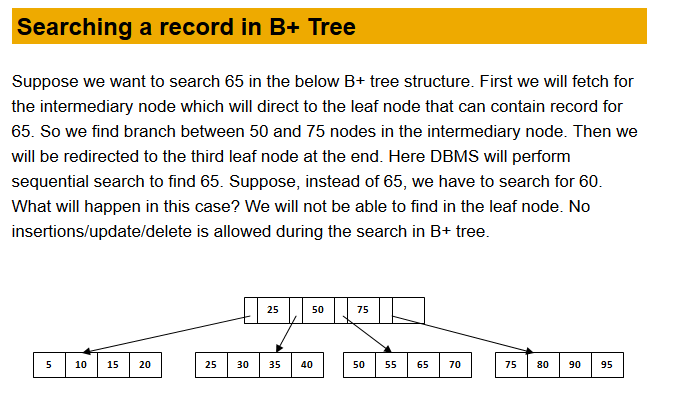 Searching a record in B+ Tree
Suppose we want to search 65 in the below B+ tree structure. First we will fetch for
the intermediary node which will direct to the leaf node that can contain record for
65. So we find branch between 50 and 75 nodes in the intermediary node. Then we
will be redirected to the third leaf node at the end. Here DBMS will perform
sequential search to find 65. Suppose, instead of 65, we have to search for 60.
What will happen in this case? We will not be able to find in the leaf node. No
insertions/update/delete is allowed during the search in B+ tree.
25 50 75
5 10 15 20 25 30 35 40 50 55 65 70 75 80 90 95